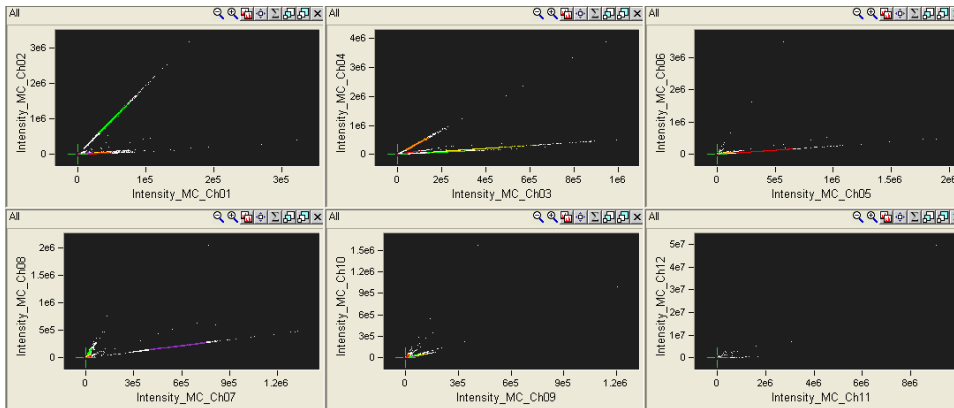 All
All
All
Intensity_MC_Ch02
3e6
2e6
1e6
0
0
1e5
2e5
3e5
Intensity_MC_Ch01
Intensity_MC_Ch04
4e6
3e6
2e6
1e6
0
0
2e5
4e5
6e5
8e5
1e6
Intensity_MC_Ch03
Intensity_MC_Ch06
3e6
2e6
1e6
0
0
5e5
1e6
1.5e6
2e6
Intensity_MC_Ch05
All
All
All
Intensity_MC_Ch08
2e6
1.5e6
1e6
5e5
0
0
3e5
6e5
9e5
1.2e6
Intensity_MC_Ch07
Intensity_MC_Ch10
1.5e6
1.2e6
9e5
6e5
3e5
0
0
3e5
6e5
9e5
1.2e6
Intensity_MC_Ch09
Intensity_MC_Ch12
5e7
4e7
3e7
2e7
1e7
0
0
2e6
4e6
6e6
8e6
Intensity_MC_Ch11